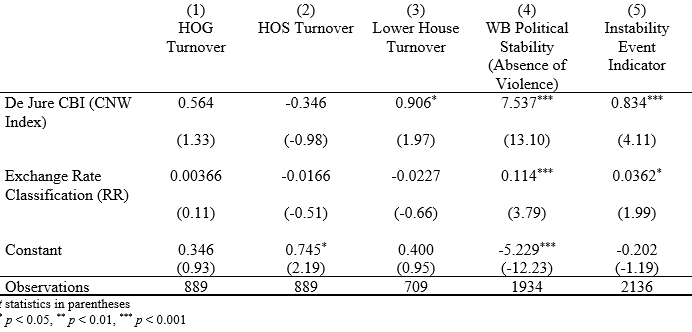 (1) (2) (3) (4) (5)
HOG HOS Turnover Lower House WB Political Instability
Turnover Turnover Stability Event
(Absence of Indicator
Violence)
De Jure CBI (CNW 0.564 -0.346 0.906* 7.537*** 0.834***
Index)
(1.33) (-0.98) (1.97) (13.10) (4.11)
Exchange Rate 0.00366 -0.0166 -0.0227 0.114*** 0.0362*
Classification (RR)
(0.11) (-0.51) (-0.66) (3.79) (1.99)
Constant 0.346 0.745* 0.400 -5.229*** -0.202
(0.93) (2.19) (0.95) (-12.23) (-1.19)
Observations 889 889 709 1934 2136
t statistics in parentheses
* p < 0.05, ** p < 0.01, *** p < 0.001